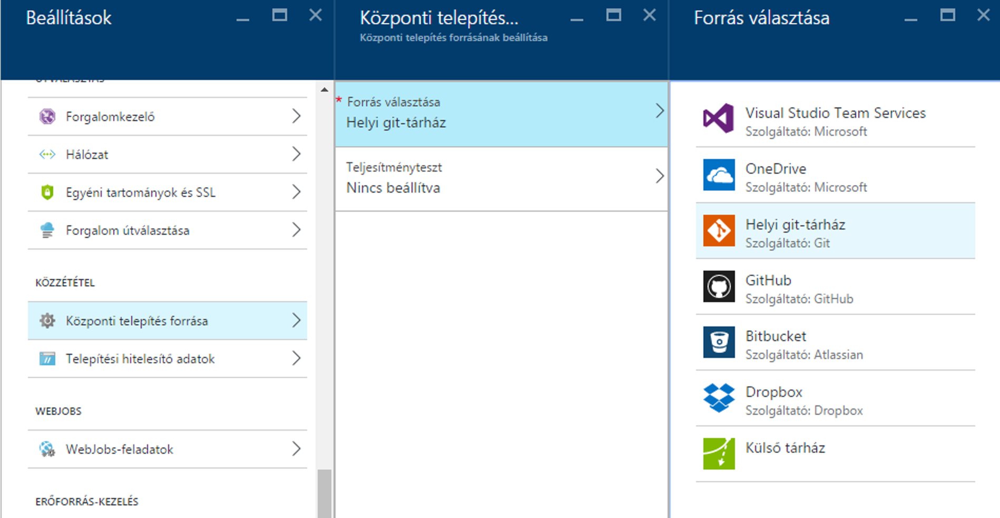 Beállítások
ÚTVÁLASZTÁS
Forgalomkezelő
Hálózat
Egyéni tartományok és SSL
Forgalom útválasztása
KÖZZÉTÉTEL
Központi telepítés forrása
Telepítési hitelesítő adatok
WEBJOBS
WebJobs-feladatok
ERŐFORRÁS-KEZELÉS
Központi telepítés...
Központi telepítés forrásának beállítása
* Forrás választása
Helyi git-tárház
Teljesítményteszt
Nincs beállítva
Forrás választása
Visual Studio Team Services
Szolgáltató: Microsoft
OneDrive
Szolgáltató: Microsoft
Helyi git-tárház
Szolgáltató: Git
GitHub
Szolgáltató: GitHub
Bitbucket
Szolgáltató: Atlassian
Dropbox
Szolgáltató: Dropbox
Külső tárház